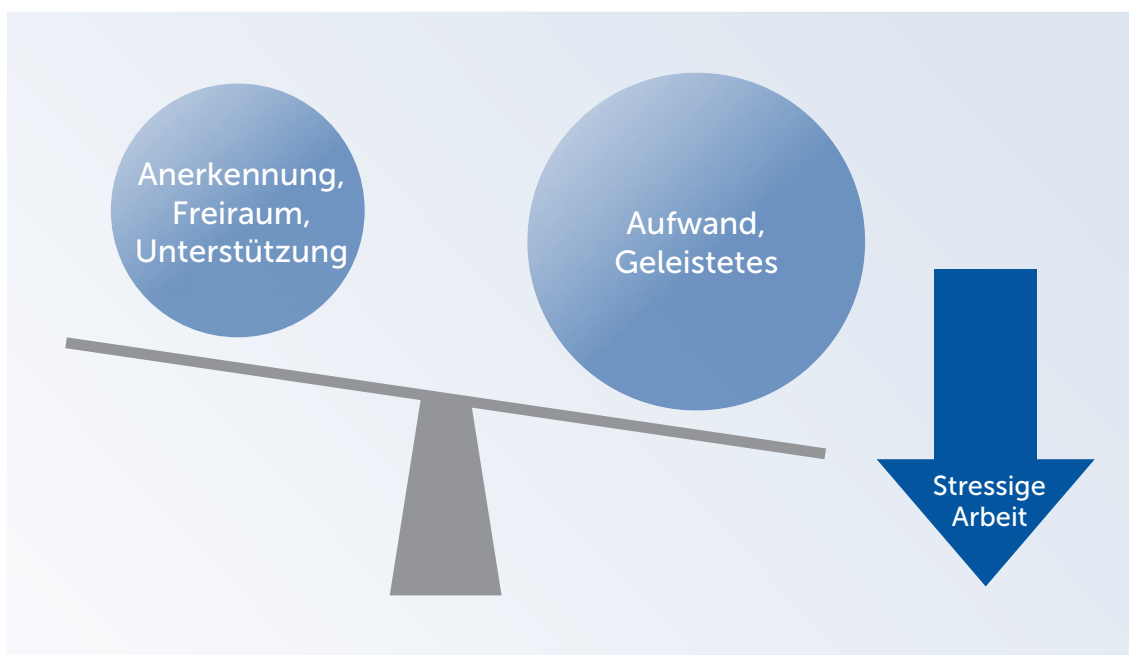 Anerkennung,
Freiraum,
Unterstützung
Aufwand,
Geleistetes
Stressige
Arbeit